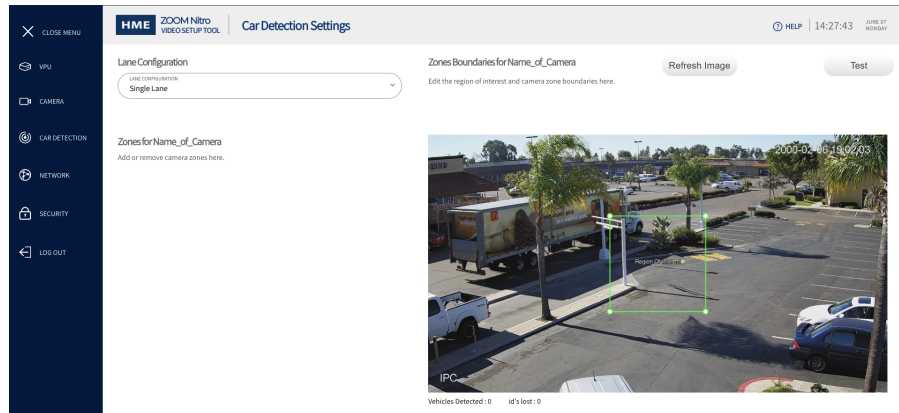 CLOSE MENU
VPU
CAMERA
CAR DETECTION
NETWORK
SECURITY
LOG OUT
HME
ZOOM Nitro
VIDEO SETUP TOOL
Car Detection Settings
HELP
14:27:43
JUNE 07
MONDAY
Lane Configuration
LANE CONFIGURATION
Single Lane
Zones for Name_of_Camera
Add or remove camera zones here.
Zones Boundaries for Name_of_Camera
Edit the region of interest and camera zone boundaries here.
Refresh Image
Test
2000-02-06 19:02:03
IPC
Vehicles Detected : 0 id's lost : 0